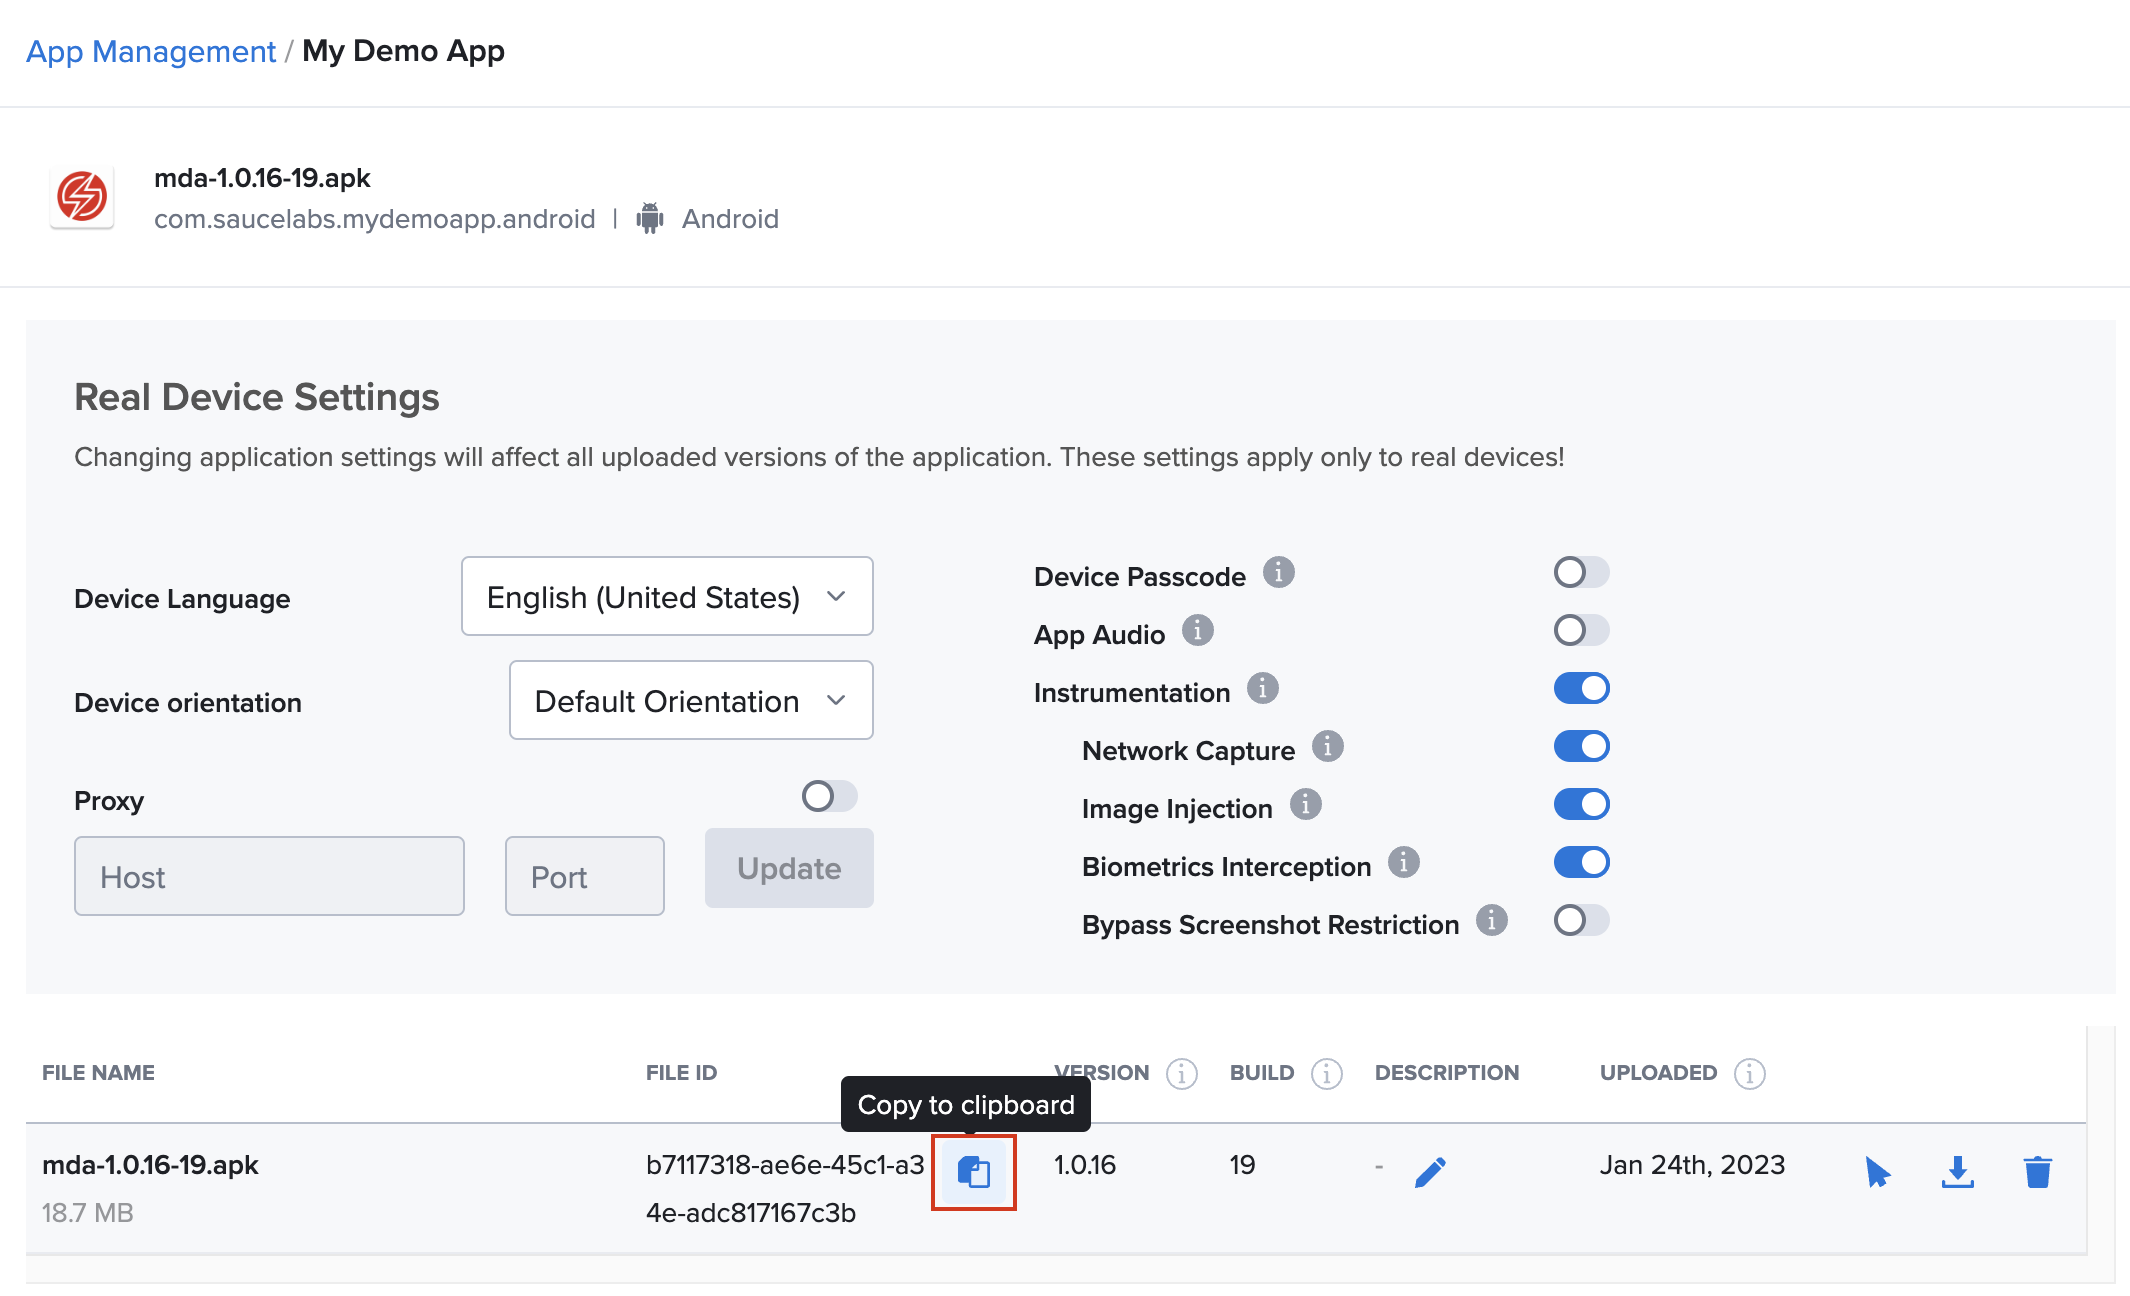 App Management / My Demo App
mda-1.0.16-19.apk
com.saucelabs.mydemoapp.android | Android
Real Device Settings
Changing application settings will affect all uploaded versions of the application. These settings apply only to real devices!
Device Language
English (United States)
Device orientation
Default Orientation
Proxy
Host
Port
Update
Device Passcode
App Audio
Instrumentation
Network Capture
Image Injection
Biometrics Interception
Bypass Screenshot Restriction
FILE NAME
FILE ID
VERSION
BUILD
DESCRIPTION
UPLOADED
Copy to clipboard
mda-1.0.16-19.apk
18.7 MB
b7117318-ae6e-45c1-a3
4e-adc817167c3b
1.0.16
19
-
Jan 24th, 2023